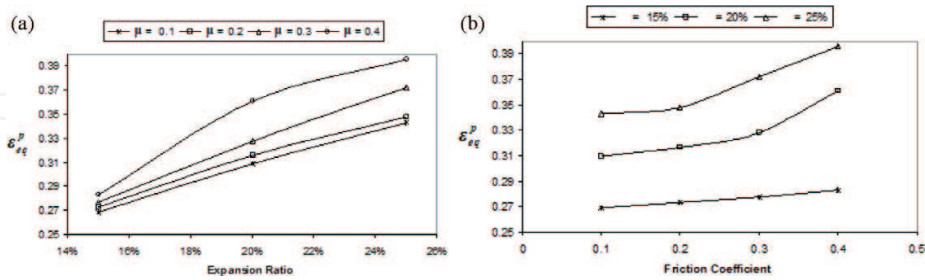 (a)
μ = 0.1 μ = 0.2 μ = 0.3 μ = 0.4
0.39
0.37
0.35
0.33
0.31
0.29
0.27
0.25
ε_eq^p
14% 16% 18% 20% 22% 24% 26%
Expansion Ratio
(b)
= 15% = 20% = 25%
0.39
0.37
0.35
0.33
0.31
0.29
0.27
0.25
ε_eq^p
0 0.1 0.2 0.3 0.4 0.5
Friction Coefficient